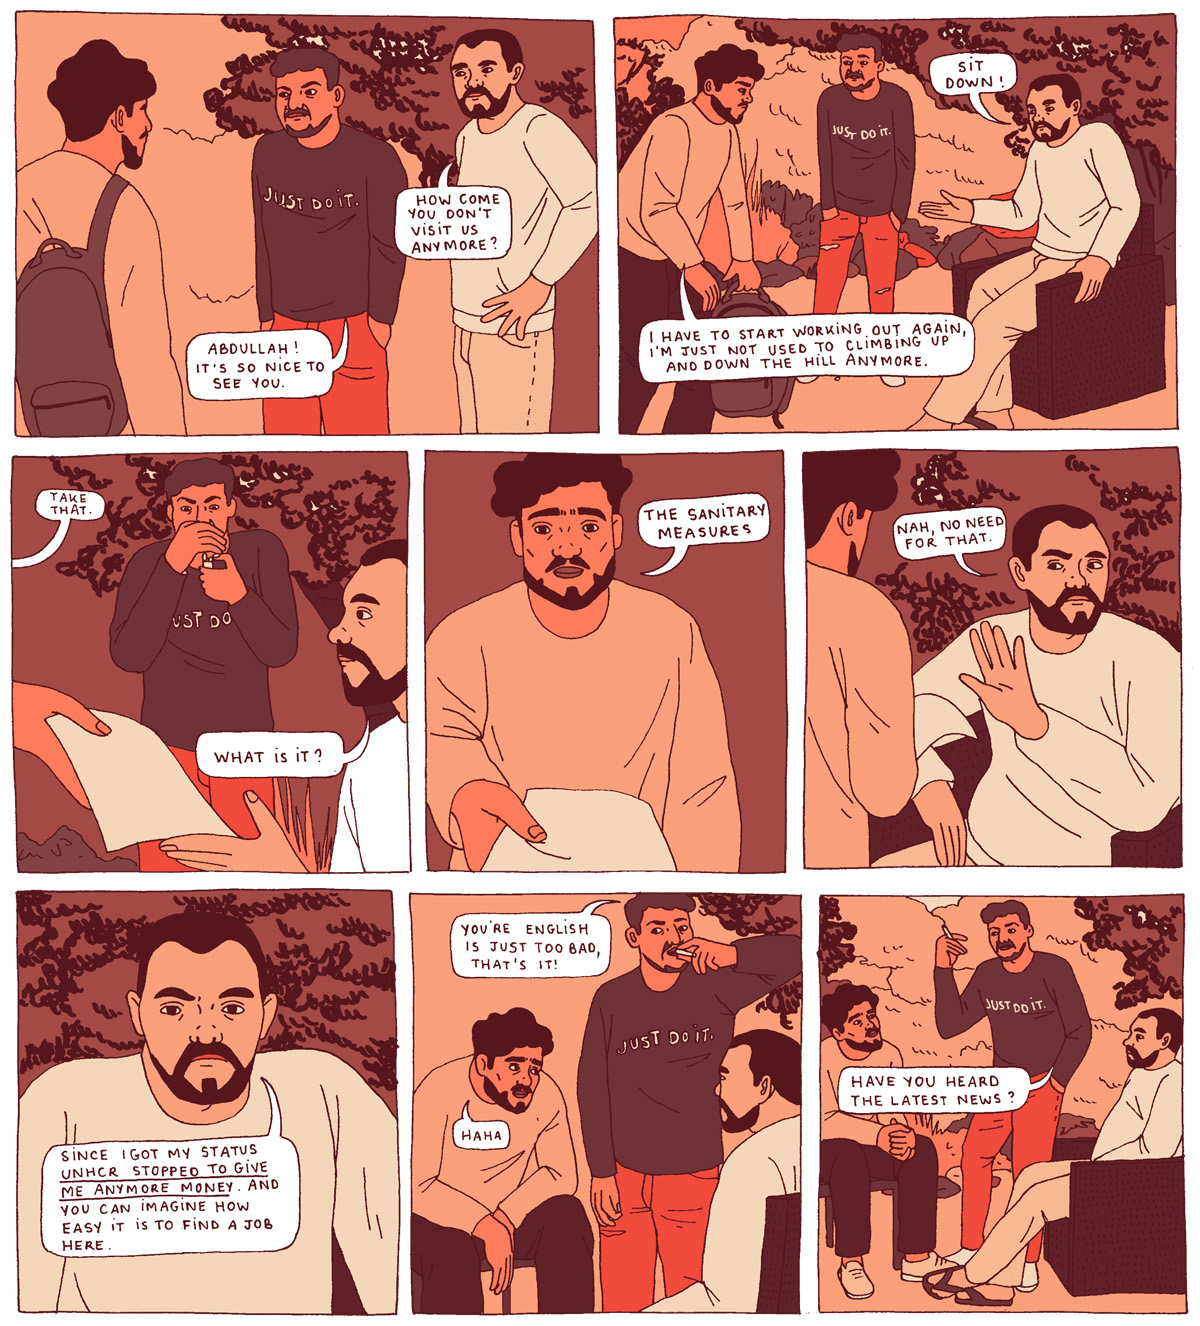 JUST DO iT.
HOW COME
YOU DON'T
VISIT US
ANYMORE?
ABDULLAH!
IT'S SO NICE TO
SEE YOU.
SIT
DOWN!
JUST DO iT.
I HAVE TO START WORKING OUT AGAIN,
I'M JUST NOT USED TO CLIMBING UP
AND DOWN THE HILL ANYMORE.
TAKE
THAT.
UST DO
WHAT iS iT?
THE SANITARY
MEASURES
NAH, NO NEED
FOR THAT.
SINCE I GOT MY STATUS
UNHCR STOPPED TO GIVE
ME ANYMORE MONEY. AND
YOU CAN iMAGINE HOW
EASY iT iS TO FIND A JOB
HERE.
YOU'RE ENGLISH
IS JUST TOO BAD,
THAT'S IT!
JUST DO iT.
HAHA
JUST DO iT.
HAVE YOU HEARD
THE LATEST NEWS?